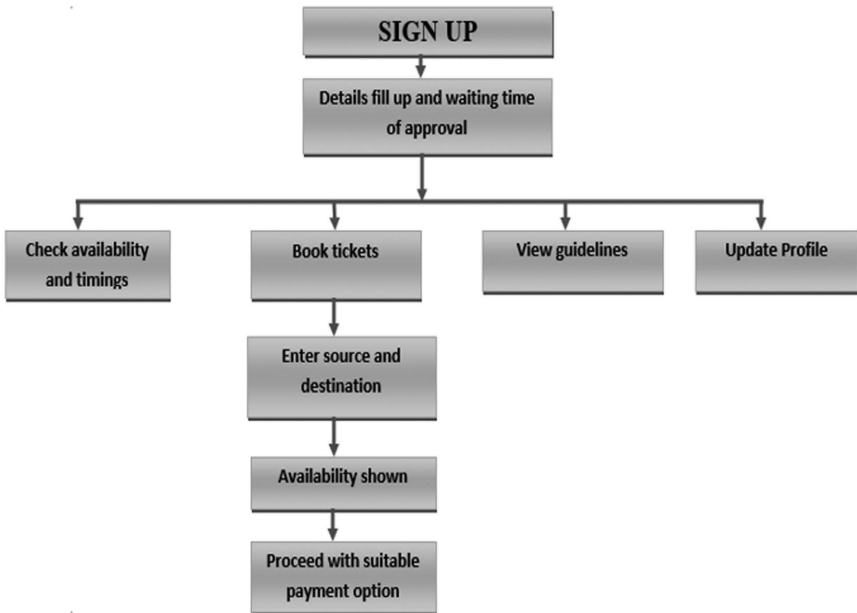 SIGN UP
Details fill up and waiting time
of approval
Check availability
and timings
Book tickets
View guidelines
Update Profile
Enter source and
destination
Availability shown
Proceed with suitable
payment option